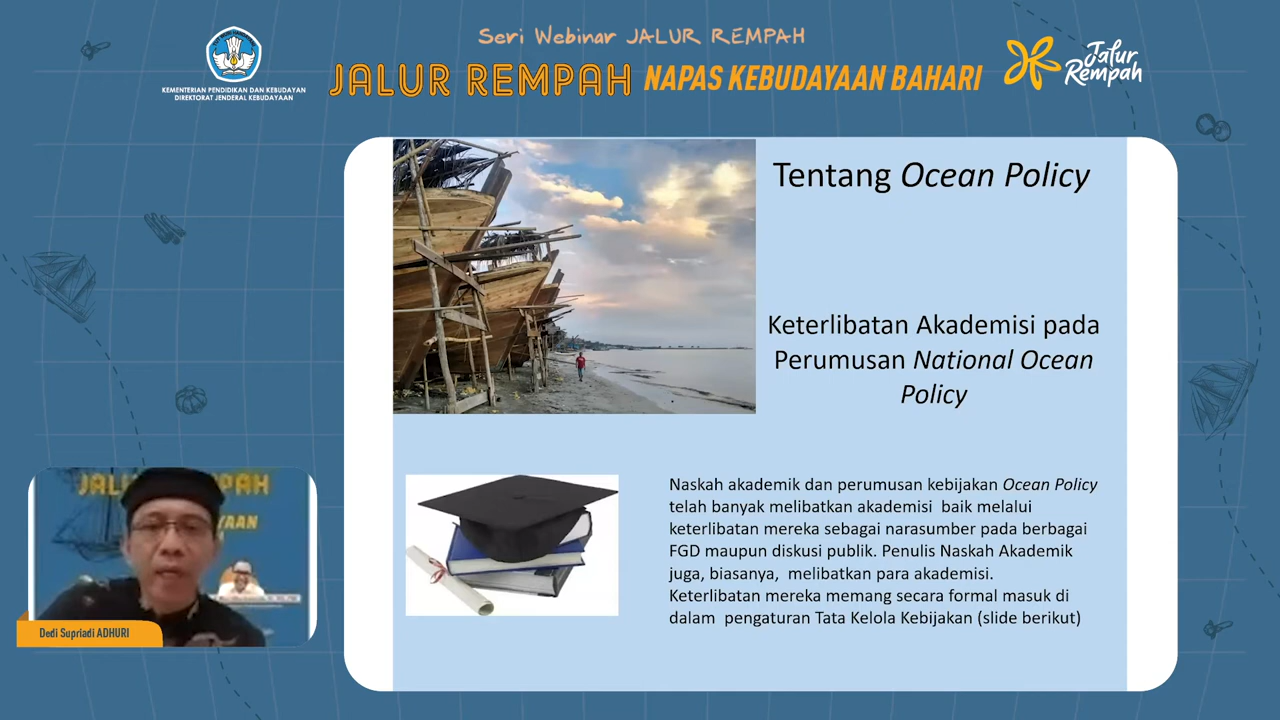 Seri Webinar JALUR REMPAH
JALUR REMPAH NAPAS KEBUDAYAAN BAHARI
KEMENTERIAN PENDIDIKAN DAN KEBUDAYAN
DIREKTORAT JENDERAL KEBUDAYAAN
Jalur
Rempah
Tentang Ocean Policy
Keterlibatan Akademisi pada
Perumusan National Ocean
Policy
Naskah akademik dan perumusan kebijakan Ocean Policy
telah banyak melibatkan akademisi baik melalui
keterlibatan mereka sebagai narasumber pada berbagai
FGD maupun diskusi publik. Penulis Naskah Akademik
juga, biasanya, melibatkan para akademisi.
Keterlibatan mereka memang secara formal masuk di
dalam pengaturan Tata Kelola Kebijakan (slide berikut)
Dedi Supriadi ADHURI